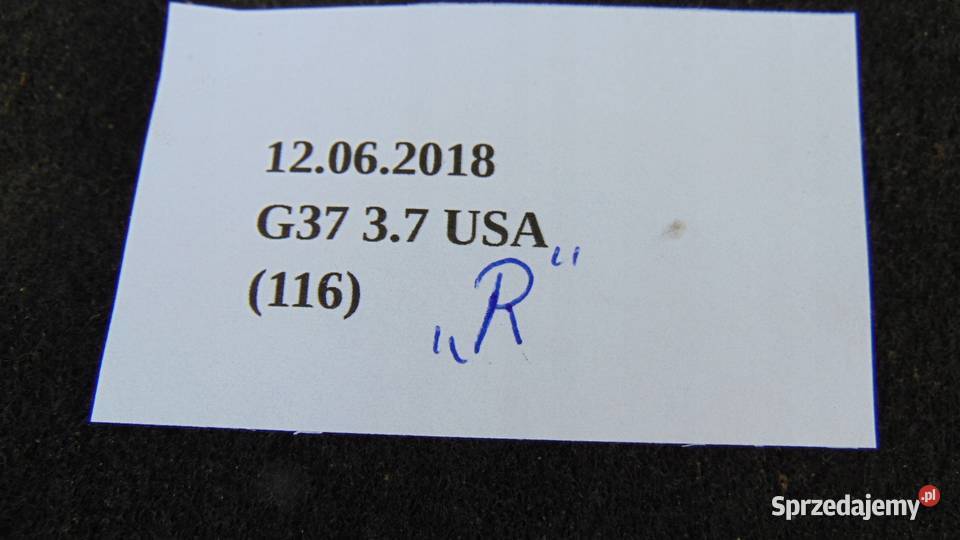 12.06.2018
G37 3.7 USA
(116)
„R“
Sprzedajemy.pl